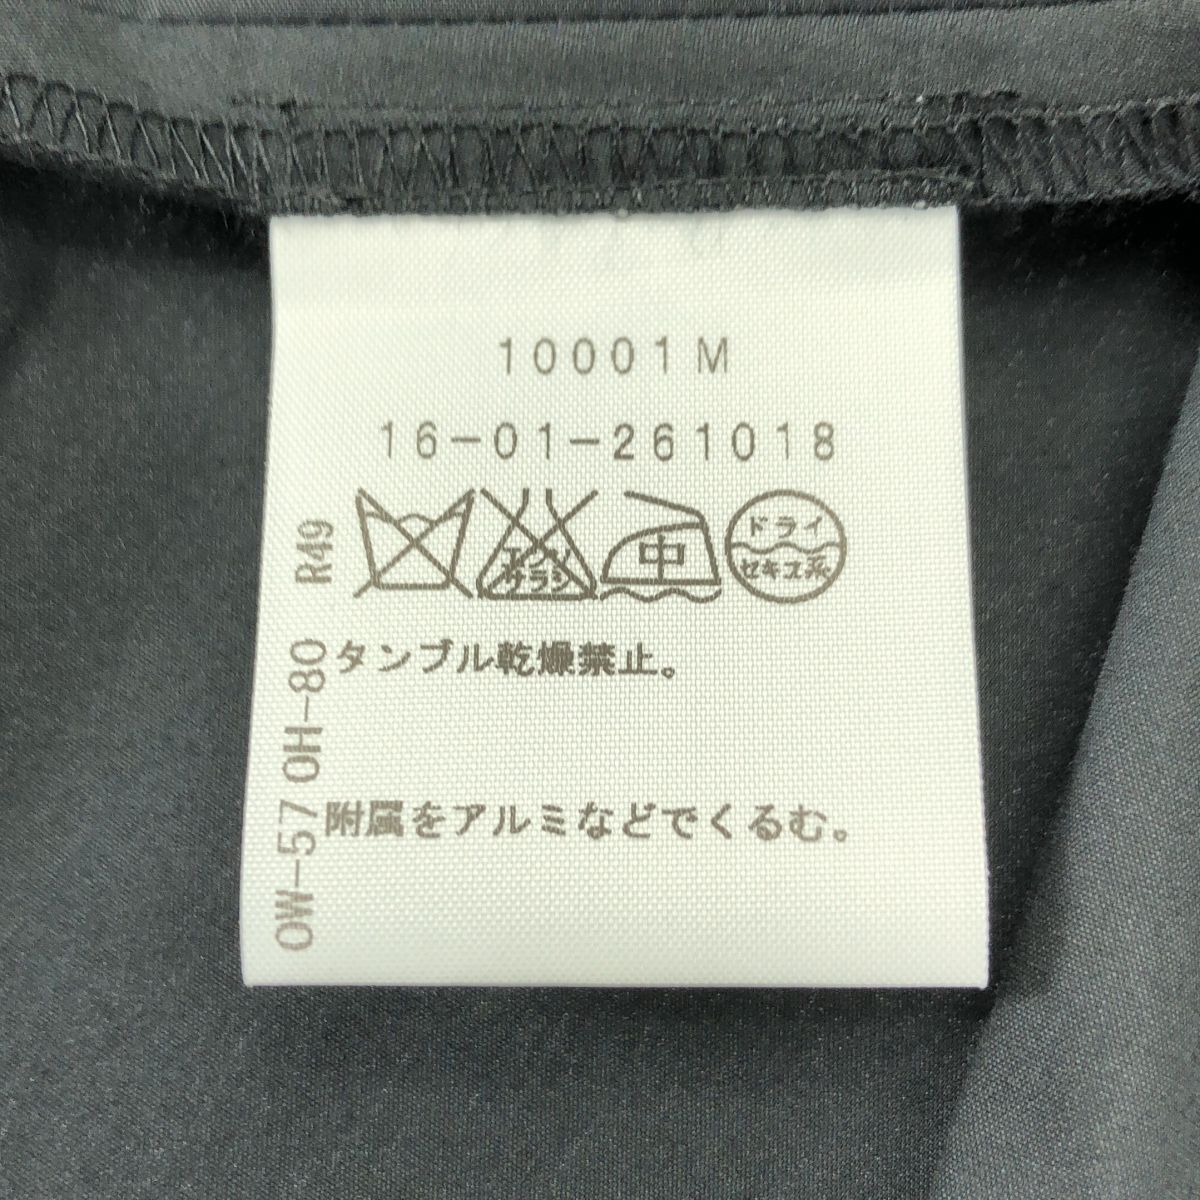 10001M
16-01-261018
エンソ
サラシ
中
ドライ
セキユ系
タンブル乾燥禁止。
附属をアルミなどでくるむ。
OW-57 OH-80 R49